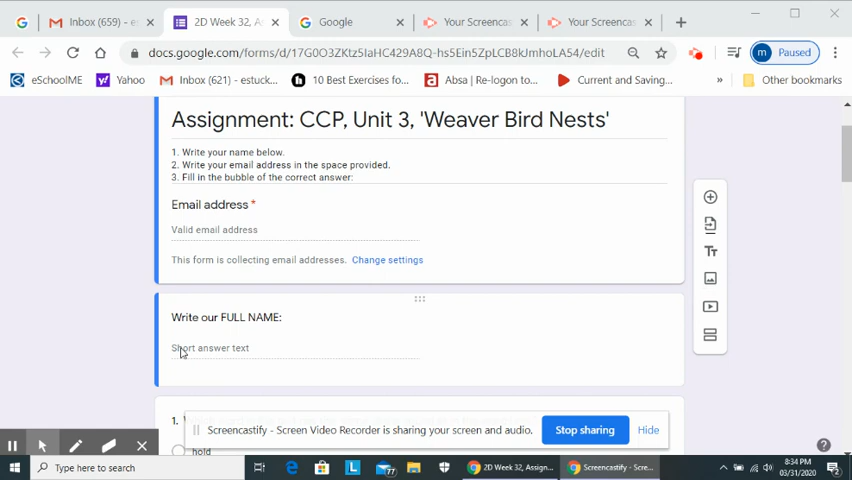 Inbox (659) - es
2D Week 32, As
Google
Your Screencas
Your Screencas
docs.google.com/forms/d/17G0O3ZKtz5IaHC429A8Q-hs5Ein5ZpLCB8kJmhoLA54/edit
m Paused
eSchoolME
Yahoo
Inbox (621) - estuck...
10 Best Exercises fo...
Absa | Re-logon to...
Current and Saving...
Other bookmarks
Assignment: CCP, Unit 3, 'Weaver Bird Nests'
1. Write your name below.
2. Write your email address in the space provided.
3. Fill in the bubble of the correct answer:
Email address *
Valid email address
This form is collecting email addresses. Change settings
Write our FULL NAME:
Short answer text
1.
Screencastify - Screen Video Recorder is sharing your screen and audio.
Stop sharing
Hide
hold
Type here to search
77
2D Week 32, Assign...
Screencastify - Scre...
8:34 PM
03/31/2020
2